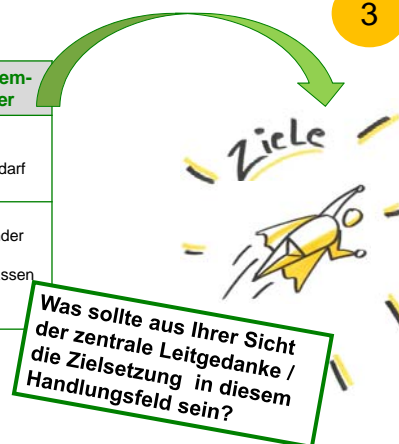 3
em-
er
darf
nder
ssen
Ziele
Was sollte aus Ihrer Sicht
der zentrale Leitgedanke /
die Zielsetzung in diesem
Handlungsfeld sein?